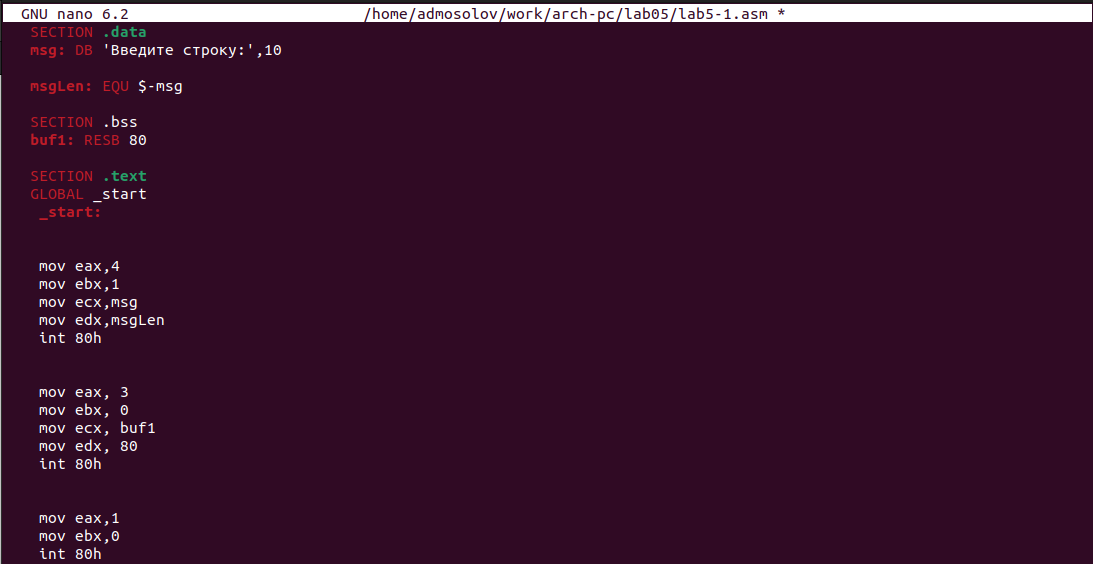 GNU nano 6.2 /home/admosolov/work/arch-pc/lab05/lab5-1.asm *
SECTION .data
msg: DB 'Введите строку:',10
msgLen: EQU $-msg
SECTION .bss
buf1: RESB 80
SECTION .text
GLOBAL _start
_start:
mov eax,4
mov ebx,1
mov ecx,msg
mov edx,msgLen
int 80h
mov eax, 3
mov ebx, 0
mov ecx, buf1
mov edx, 80
int 80h
mov eax,1
mov ebx,0
int 80h